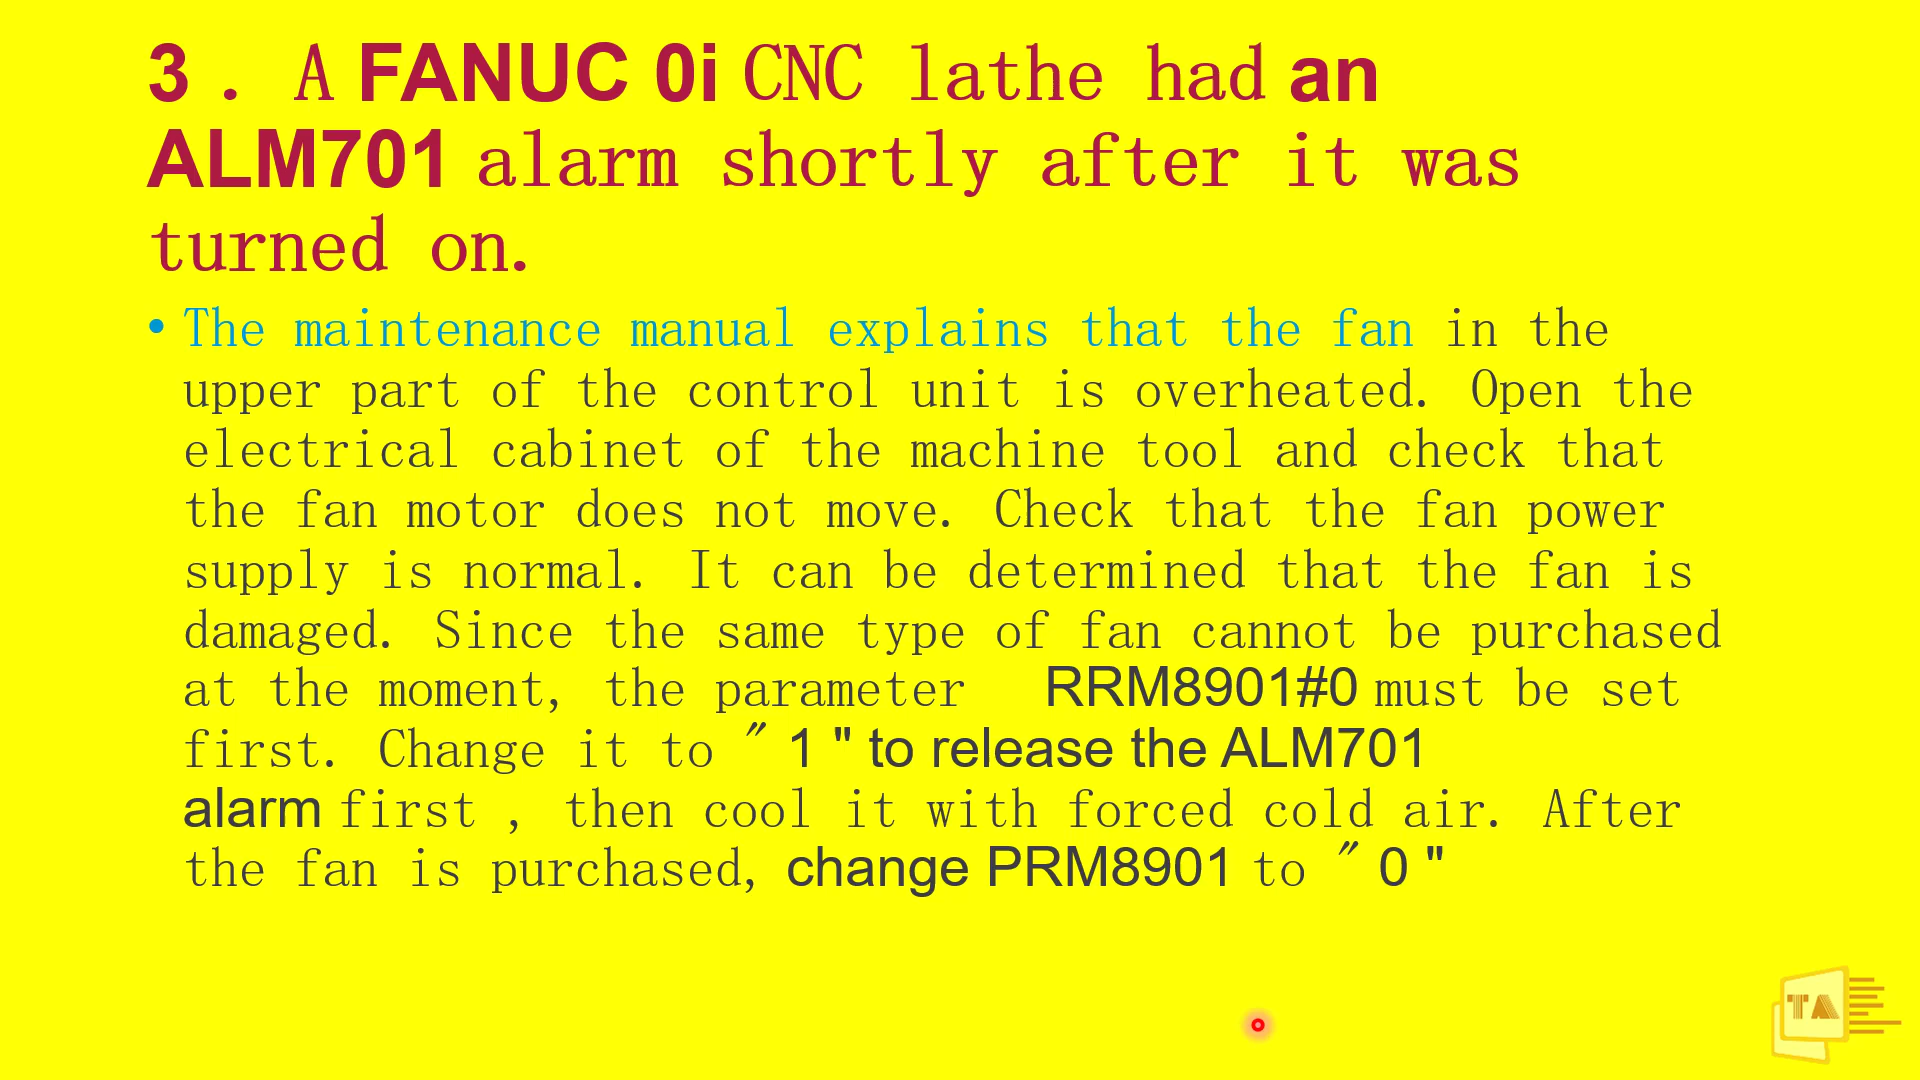 3 . A FANUC 0i CNC lathe had an
ALM701 alarm shortly after it was
turned on.
• The maintenance manual explains that the fan in the
upper part of the control unit is overheated. Open the
electrical cabinet of the machine tool and check that
the fan motor does not move. Check that the fan power
supply is normal. It can be determined that the fan is
damaged. Since the same type of fan cannot be purchased
at the moment, the parameter RRM8901#0 must be set
first. Change it to " 1 " to release the ALM701
alarm first , then cool it with forced cold air. After
the fan is purchased, change PRM8901 to " 0 "
TA